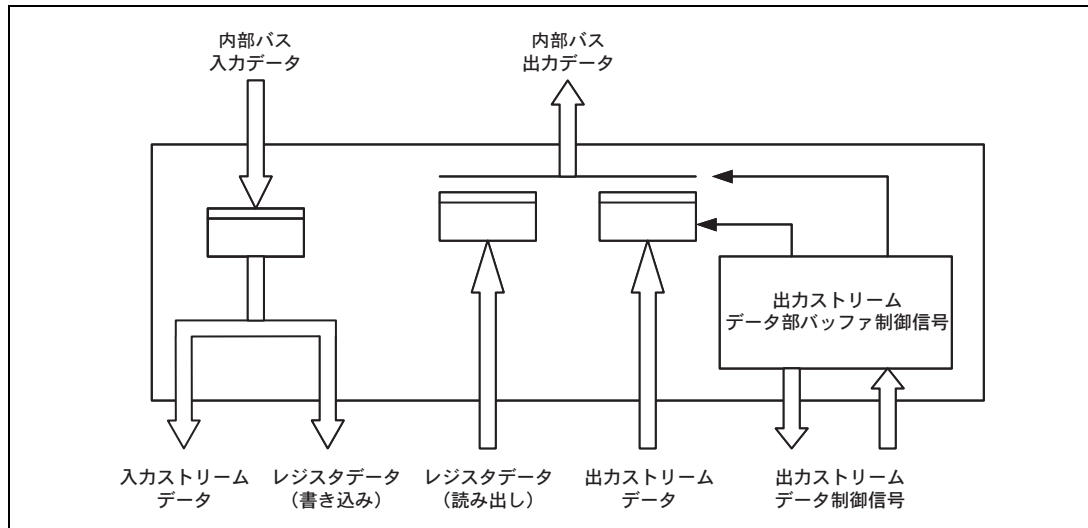 内部バス
入力データ
内部バス
出力データ
出力ストリーム
データ部バッファ制御信号
入力ストリーム
データ
レジスタデータ
（書き込み）
レジスタデータ
（読み出し）
出力ストリーム
データ
出力ストリーム
データ制御信号